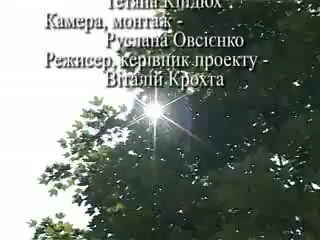 Тетяна
Камера, монтаж -
Руслана Овсієнко
Режисер, керівник проекту -
Віталій Крохта